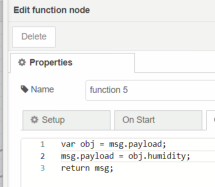 Edit function node
Delete
Properties
Name
function 5
Setup
On Start
1 var obj = msg.payload;
2 msg.payload = obj.humidity;
3 return msg;